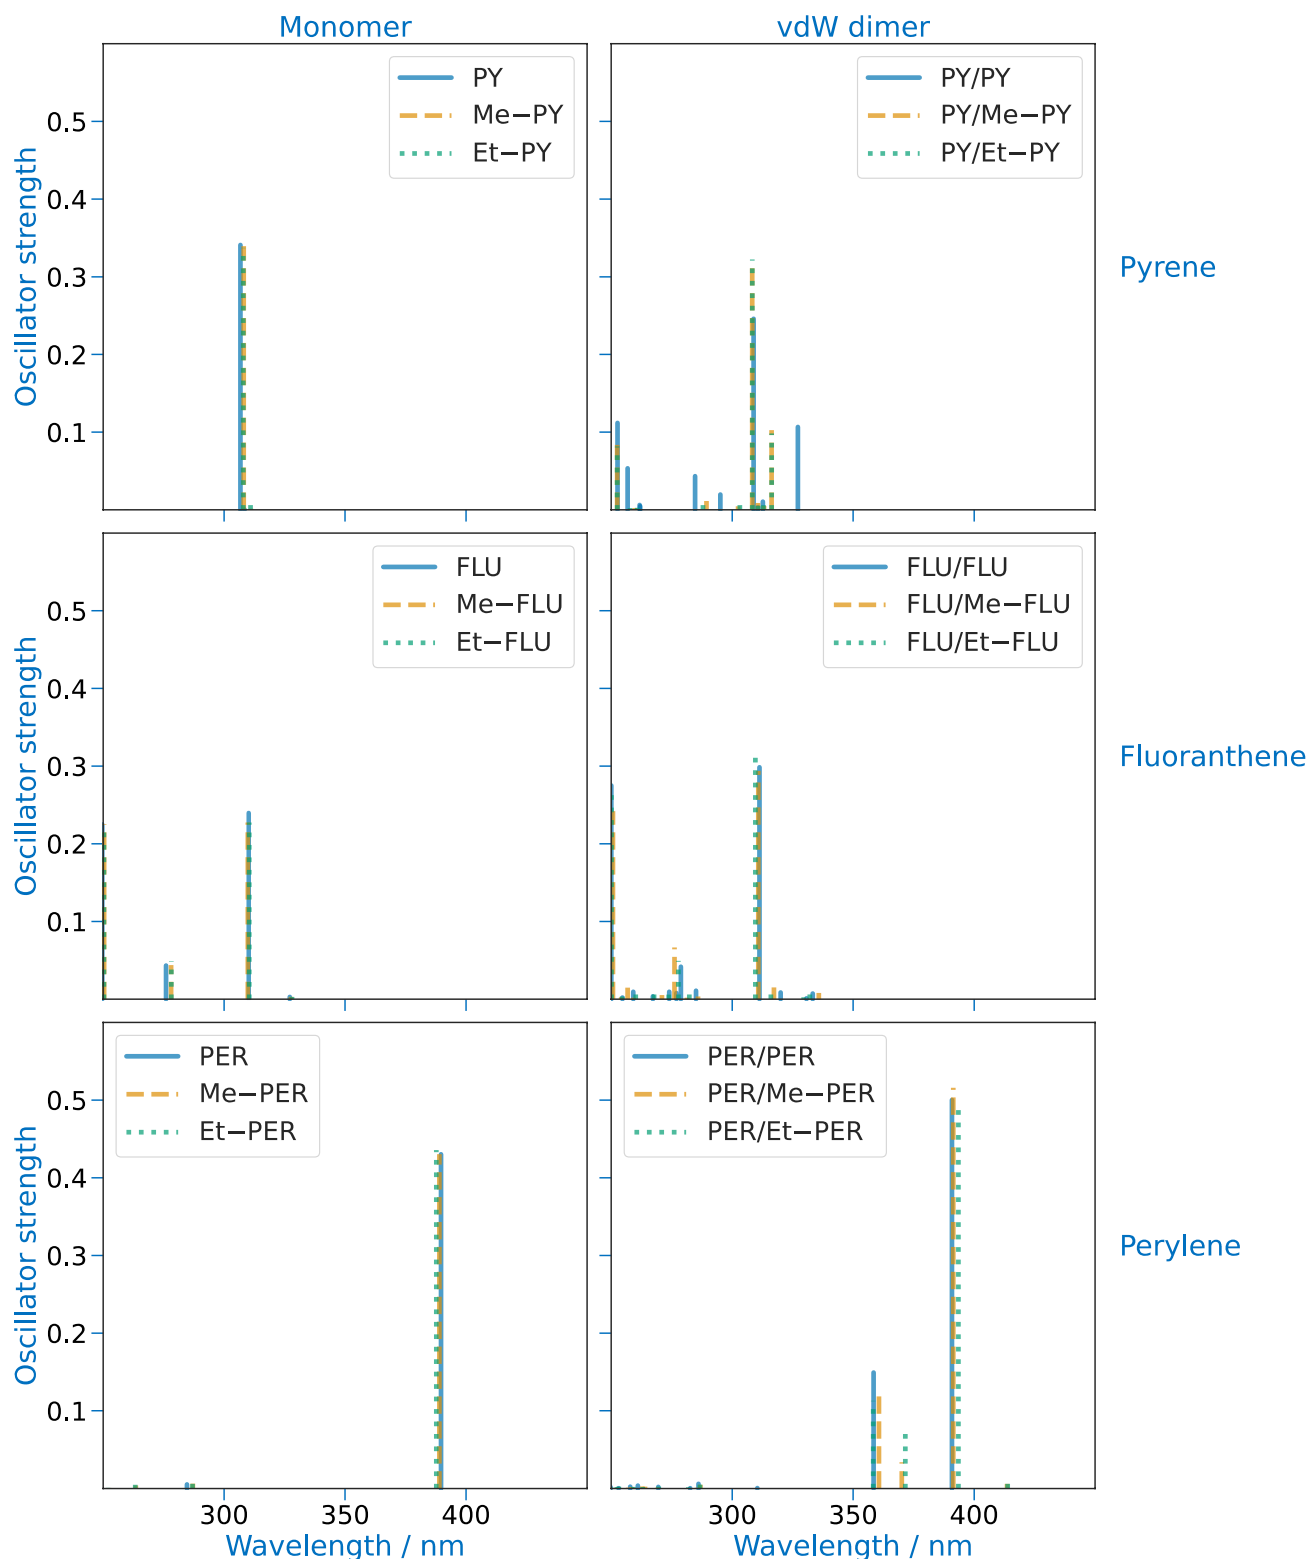 Monomer
vdW dimer
PY
Me−PY
Et−PY
PY/PY
PY/Me−PY
PY/Et−PY
Oscillator strength
0.5
0.4
0.3
0.2
0.1
Pyrene
FLU
Me−FLU
Et−FLU
FLU/FLU
FLU/Me−FLU
FLU/Et−FLU
Oscillator strength
0.5
0.4
0.3
0.2
0.1
Fluoranthene
PER
Me−PER
Et−PER
PER/PER
PER/Me−PER
PER/Et−PER
Oscillator strength
0.5
0.4
0.3
0.2
0.1
Perylene
300 350 400
300 350 400
Wavelength / nm
Wavelength / nm